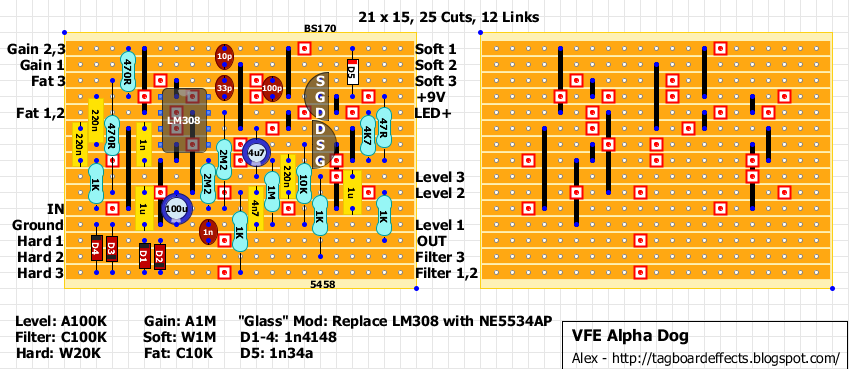 21 x 15, 25 Cuts, 12 Links
BS170
Gain 2,3
Gain 1
Fat 3
Fat 1,2
IN
Ground
Hard 1
Hard 2
Hard 3
470R
10p
33p
100p
D5
S
G
D
D
S
G
LM308
220n
220n
470R
1n
2M2
2M2
4u7
4K7
47R
1K
1u
100u
1n
1K
4n7
1M
220n
10K
1K
1u
1K
D4
D3
D1
D2
5458
Soft 1
Soft 2
Soft 3
+9V
LED+
Level 3
Level 2
Level 1
OUT
Filter 3
Filter 1,2
Level: A100K Gain: A1M "Glass" Mod: Replace LM308 with NE5534AP
Filter: C100K Soft: W1M D1-4: 1n4148
Hard: W20K Fat: C10K D5: 1n34a
VFE Alpha Dog
Alex - http://tagboardeffects.blogspot.com/